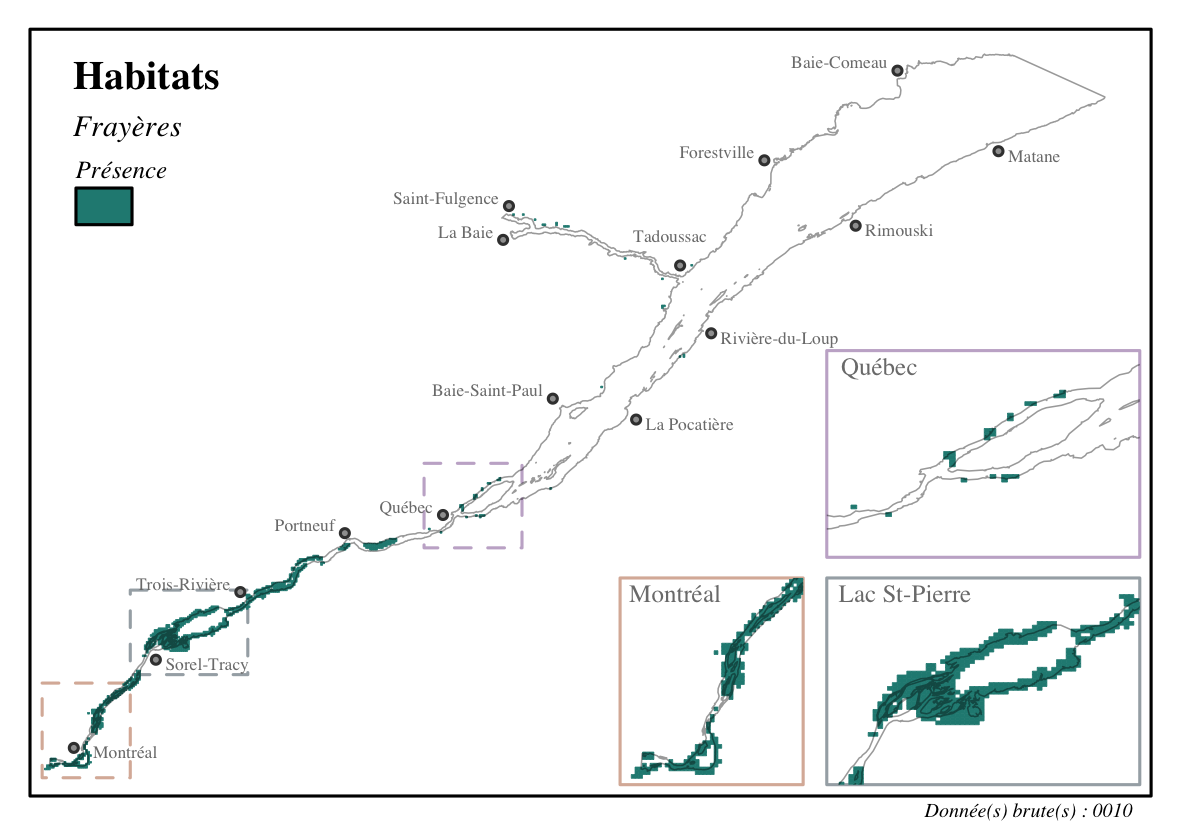 Habitats
Frayères
Présence
Baie-Comeau
Forestville
Matane
Saint-Fulgence
La Baie
Tadoussac
Rimouski
Rivière-du-Loup
Québec
Baie-Saint-Paul
La Pocatière
Québec
Portneuf
Trois-Rivière
Montréal
Lac St-Pierre
Sorel-Tracy
Montréal
Donnée(s) brute(s) : 0010